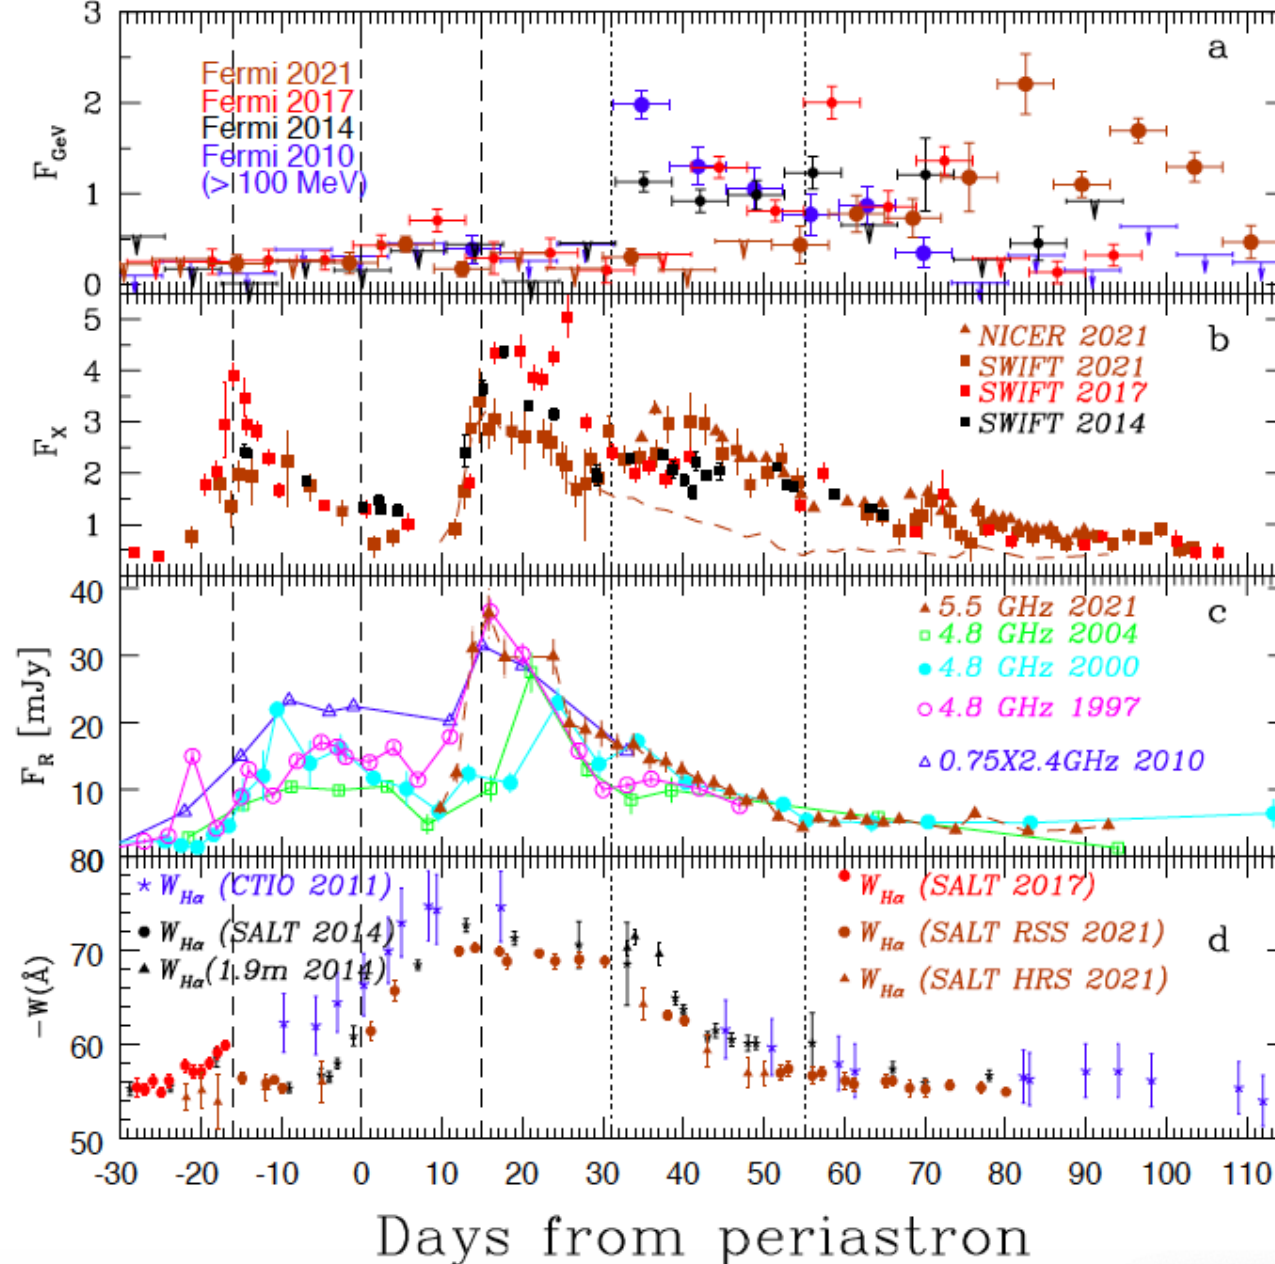 3
a
2
1
0
F_GeV
Fermi 2021
Fermi 2017
Fermi 2014
Fermi 2010
(> 100 MeV)
5
b
4
3
2
1
F_X
NICER 2021
SWIFT 2021
SWIFT 2017
SWIFT 2014
40
c
30
20
10
F_R [mJy]
5.5 GHz 2021
4.8 GHz 2004
4.8 GHz 2000
4.8 GHz 1997
0.75X2.4GHz 2010
80
d
70
60
50
-W(Å)
W_Hα (CTIO 2011)
W_Hα (SALT 2014)
W_Hα (1.9m 2014)
W_Hα (SALT 2017)
W_Hα (SALT RSS 2021)
W_Hα (SALT HRS 2021)
-30 -20 -10 0 10 20 30 40 50 60 70 80 90 100 110
Days from periastron